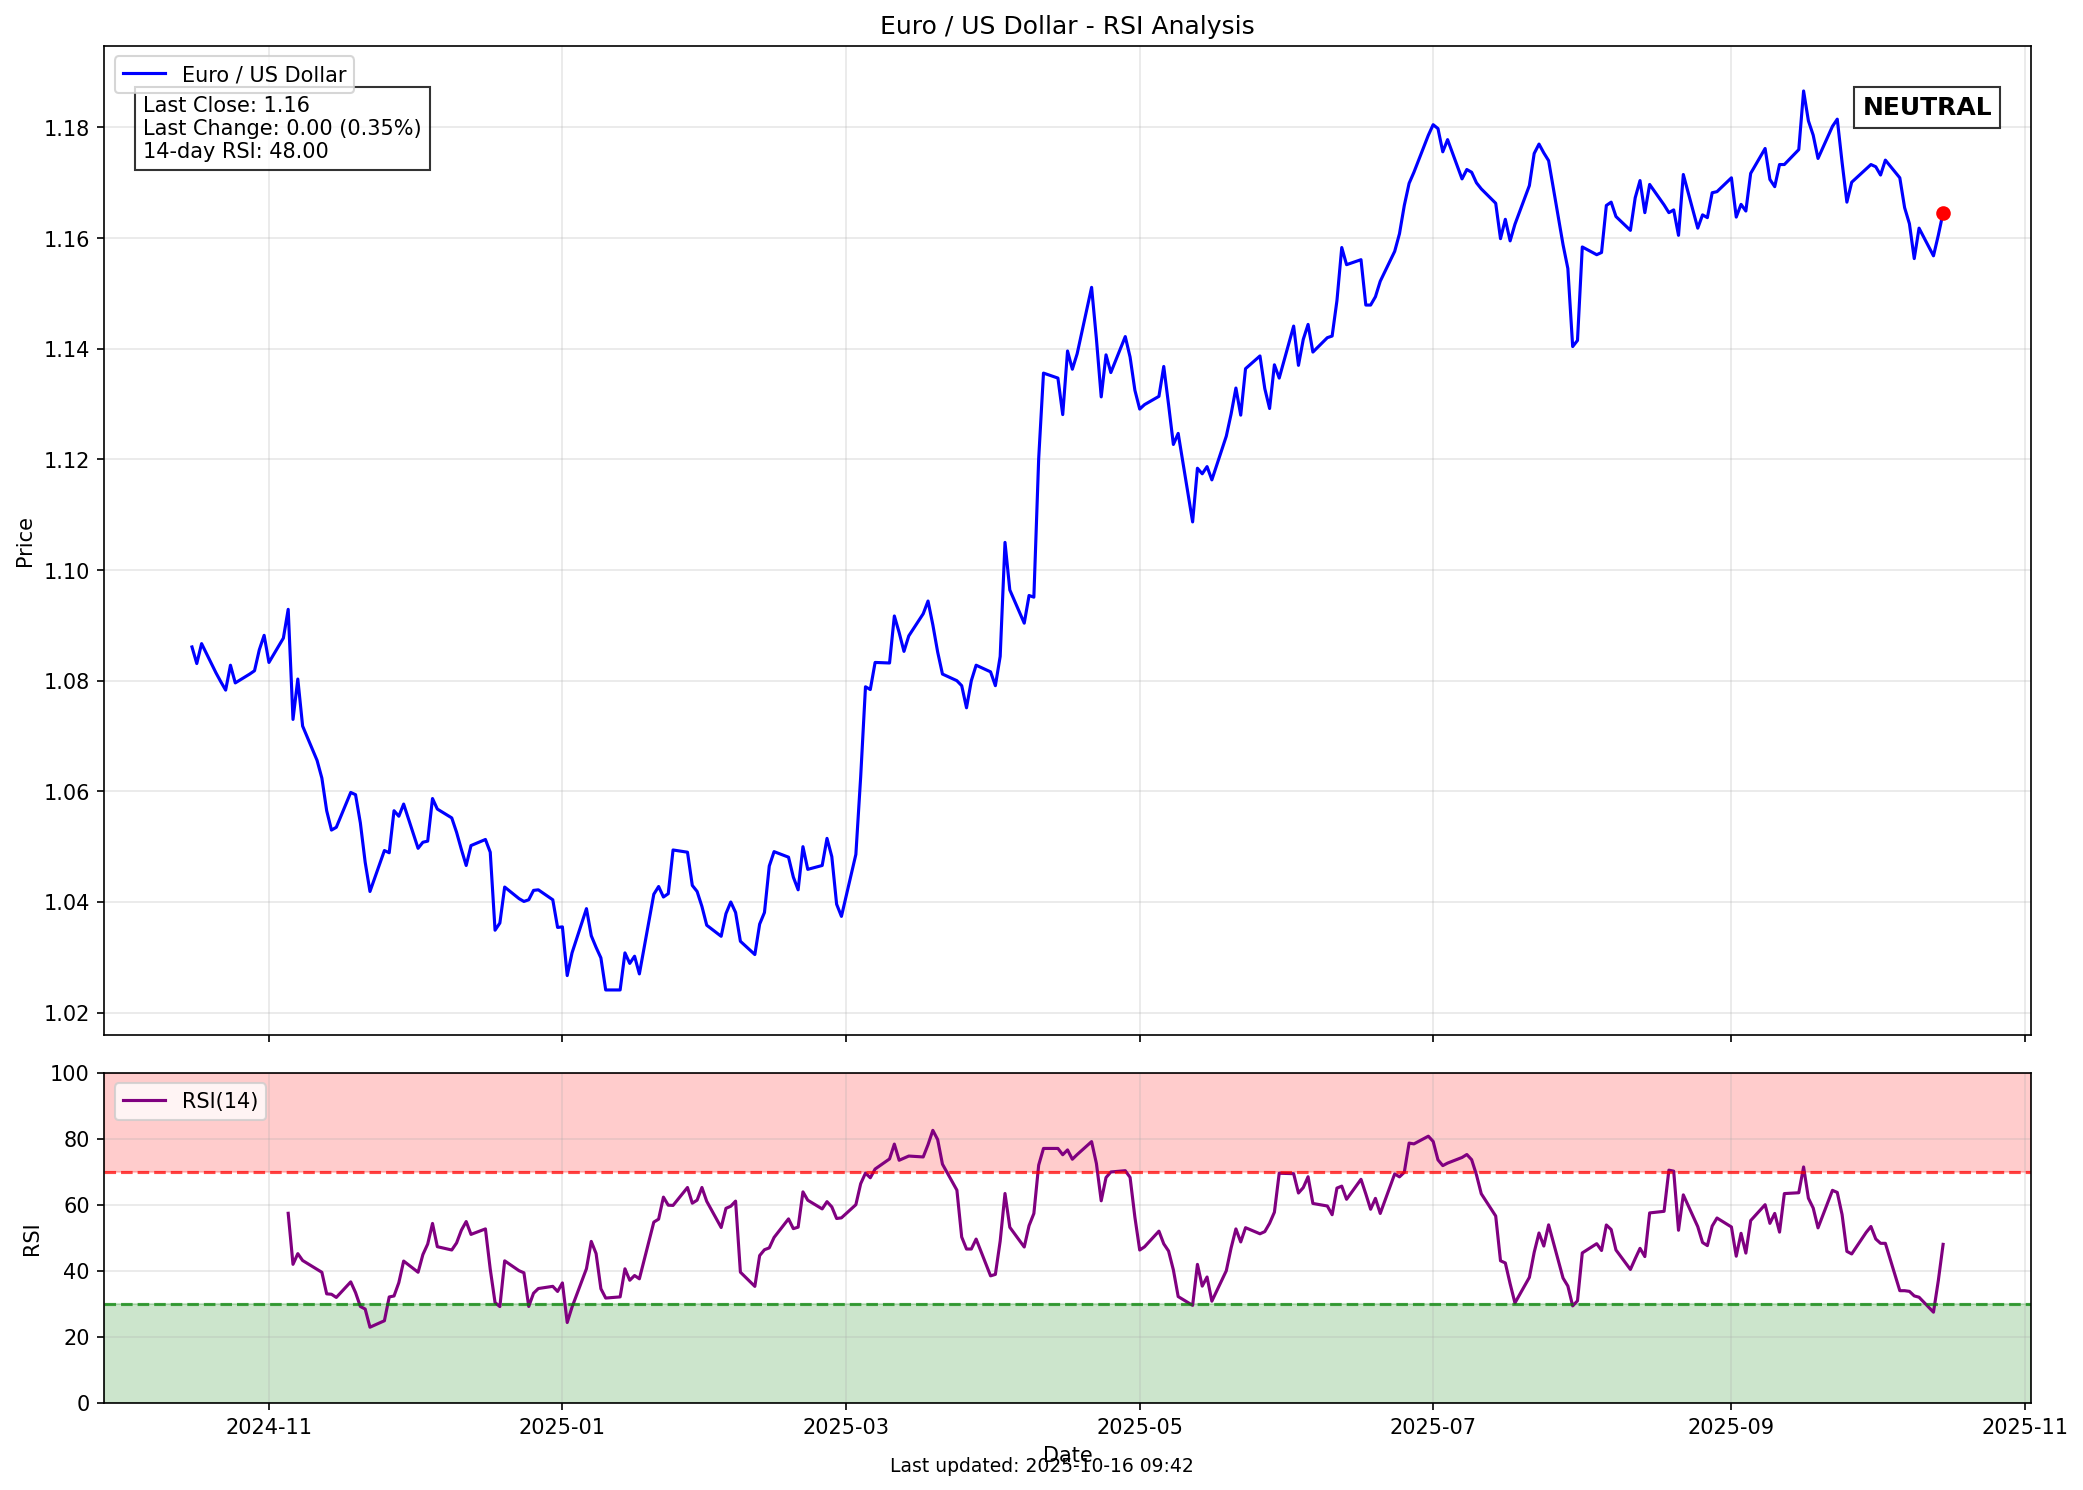 Euro / US Dollar - RSI Analysis
Euro / US Dollar
Last Close: 1.16
Last Change: 0.00 (0.35%)
14-day RSI: 48.00
NEUTRAL
1.18
1.16
1.14
1.12
1.10
1.08
1.06
1.04
1.02
Price
RSI(14)
100
80
60
40
20
0
RSI
2024-11
2025-01
2025-03
2025-05
2025-07
2025-09
2025-11
Date
Last updated: 2025-10-16 09:42